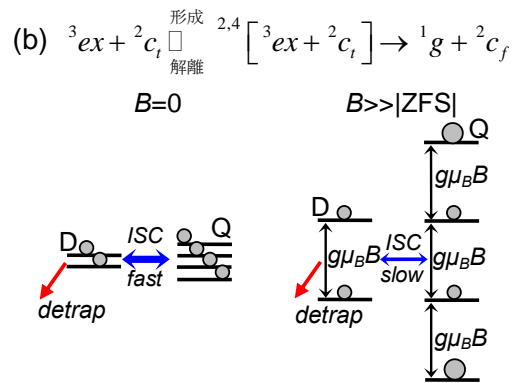 形成
(b) ³ex + ²cₜ □ ²,⁴[³ex + ²cₜ] → ¹g + ²c_f
解離
B=0 B>>|ZFS|
Q
gμ_BB
D ISC Q D gμ_BB ISC gμ_BB
fast slow
detrap detrap
gμ_BB